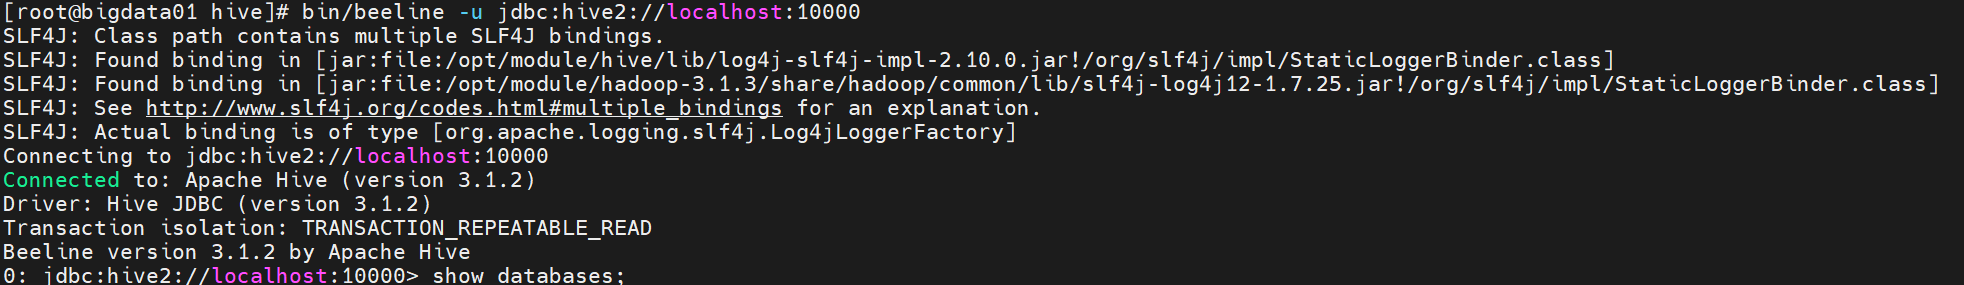 [root@bigdata01 hive]# bin/beeline -u jdbc:hive2://localhost:10000
SLF4J: Class path contains multiple SLF4J bindings.
SLF4J: Found binding in [jar:file:/opt/module/hive/lib/log4j-slf4j-impl-2.10.0.jar!/org/slf4j/impl/StaticLoggerBinder.class]
SLF4J: Found binding in [jar:file:/opt/module/hadoop-3.1.3/share/hadoop/common/lib/slf4j-log4j12-1.7.25.jar!/org/slf4j/impl/StaticLoggerBinder.class]
SLF4J: See http://www.slf4j.org/codes.html#multiple_bindings for an explanation.
SLF4J: Actual binding is of type [org.apache.logging.slf4j.Log4jLoggerFactory]
Connecting to jdbc:hive2://localhost:10000
Connected to: Apache Hive (version 3.1.2)
Driver: Hive JDBC (version 3.1.2)
Transaction isolation: TRANSACTION_REPEATABLE_READ
Beeline version 3.1.2 by Apache Hive
0: jdbc:hive2://localhost:10000> show databases;